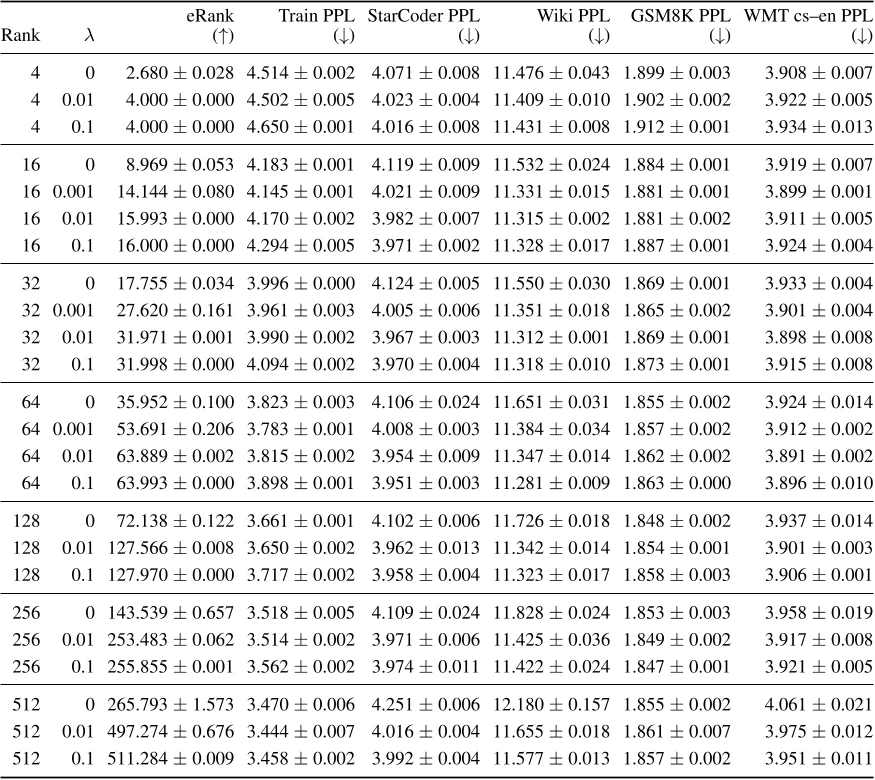 eRank Train PPL StarCoder PPL Wiki PPL GSM8K PPL WMT cs–en PPL
Rank λ (↑) (↓) (↓) (↓) (↓) (↓)
4 0 2.680 ± 0.028 4.514 ± 0.002 4.071 ± 0.008 11.476 ± 0.043 1.899 ± 0.003 3.908 ± 0.007
4 0.01 4.000 ± 0.000 4.502 ± 0.005 4.023 ± 0.004 11.409 ± 0.010 1.902 ± 0.002 3.922 ± 0.005
4 0.1 4.000 ± 0.000 4.650 ± 0.001 4.016 ± 0.008 11.431 ± 0.008 1.912 ± 0.001 3.934 ± 0.013
16 0 8.969 ± 0.053 4.183 ± 0.001 4.119 ± 0.009 11.532 ± 0.024 1.884 ± 0.001 3.919 ± 0.007
16 0.001 14.144 ± 0.080 4.145 ± 0.001 4.021 ± 0.009 11.331 ± 0.015 1.881 ± 0.001 3.899 ± 0.001
16 0.01 15.993 ± 0.000 4.170 ± 0.002 3.982 ± 0.007 11.315 ± 0.002 1.881 ± 0.002 3.911 ± 0.005
16 0.1 16.000 ± 0.000 4.294 ± 0.005 3.971 ± 0.002 11.328 ± 0.017 1.887 ± 0.001 3.924 ± 0.004
32 0 17.755 ± 0.034 3.996 ± 0.000 4.124 ± 0.005 11.550 ± 0.030 1.869 ± 0.001 3.933 ± 0.004
32 0.001 27.620 ± 0.161 3.961 ± 0.003 4.005 ± 0.006 11.351 ± 0.018 1.865 ± 0.002 3.901 ± 0.004
32 0.01 31.971 ± 0.001 3.990 ± 0.002 3.967 ± 0.003 11.312 ± 0.001 1.869 ± 0.001 3.898 ± 0.008
32 0.1 31.998 ± 0.000 4.094 ± 0.002 3.970 ± 0.004 11.318 ± 0.010 1.873 ± 0.001 3.915 ± 0.008
64 0 35.952 ± 0.100 3.823 ± 0.003 4.106 ± 0.024 11.651 ± 0.031 1.855 ± 0.002 3.924 ± 0.014
64 0.001 53.691 ± 0.206 3.783 ± 0.001 4.008 ± 0.003 11.384 ± 0.034 1.857 ± 0.002 3.912 ± 0.002
64 0.01 63.889 ± 0.002 3.815 ± 0.002 3.954 ± 0.009 11.347 ± 0.014 1.862 ± 0.002 3.891 ± 0.002
64 0.1 63.993 ± 0.000 3.898 ± 0.001 3.951 ± 0.003 11.281 ± 0.009 1.863 ± 0.000 3.896 ± 0.010
128 0 72.138 ± 0.122 3.661 ± 0.001 4.102 ± 0.006 11.726 ± 0.018 1.848 ± 0.002 3.937 ± 0.014
128 0.01 127.566 ± 0.008 3.650 ± 0.002 3.962 ± 0.013 11.342 ± 0.014 1.854 ± 0.001 3.901 ± 0.003
128 0.1 127.970 ± 0.000 3.717 ± 0.002 3.958 ± 0.004 11.323 ± 0.017 1.858 ± 0.003 3.906 ± 0.001
256 0 143.539 ± 0.657 3.518 ± 0.005 4.109 ± 0.024 11.828 ± 0.024 1.853 ± 0.003 3.958 ± 0.019
256 0.01 253.483 ± 0.062 3.514 ± 0.002 3.971 ± 0.006 11.425 ± 0.036 1.849 ± 0.002 3.917 ± 0.008
256 0.1 255.855 ± 0.001 3.562 ± 0.002 3.974 ± 0.011 11.422 ± 0.024 1.847 ± 0.001 3.921 ± 0.005
512 0 265.793 ± 1.573 3.470 ± 0.006 4.251 ± 0.006 12.180 ± 0.157 1.855 ± 0.002 4.061 ± 0.021
512 0.01 497.274 ± 0.676 3.444 ± 0.007 4.016 ± 0.004 11.655 ± 0.018 1.861 ± 0.007 3.975 ± 0.012
512 0.1 511.284 ± 0.009 3.458 ± 0.002 3.992 ± 0.004 11.577 ± 0.013 1.857 ± 0.002 3.951 ± 0.011